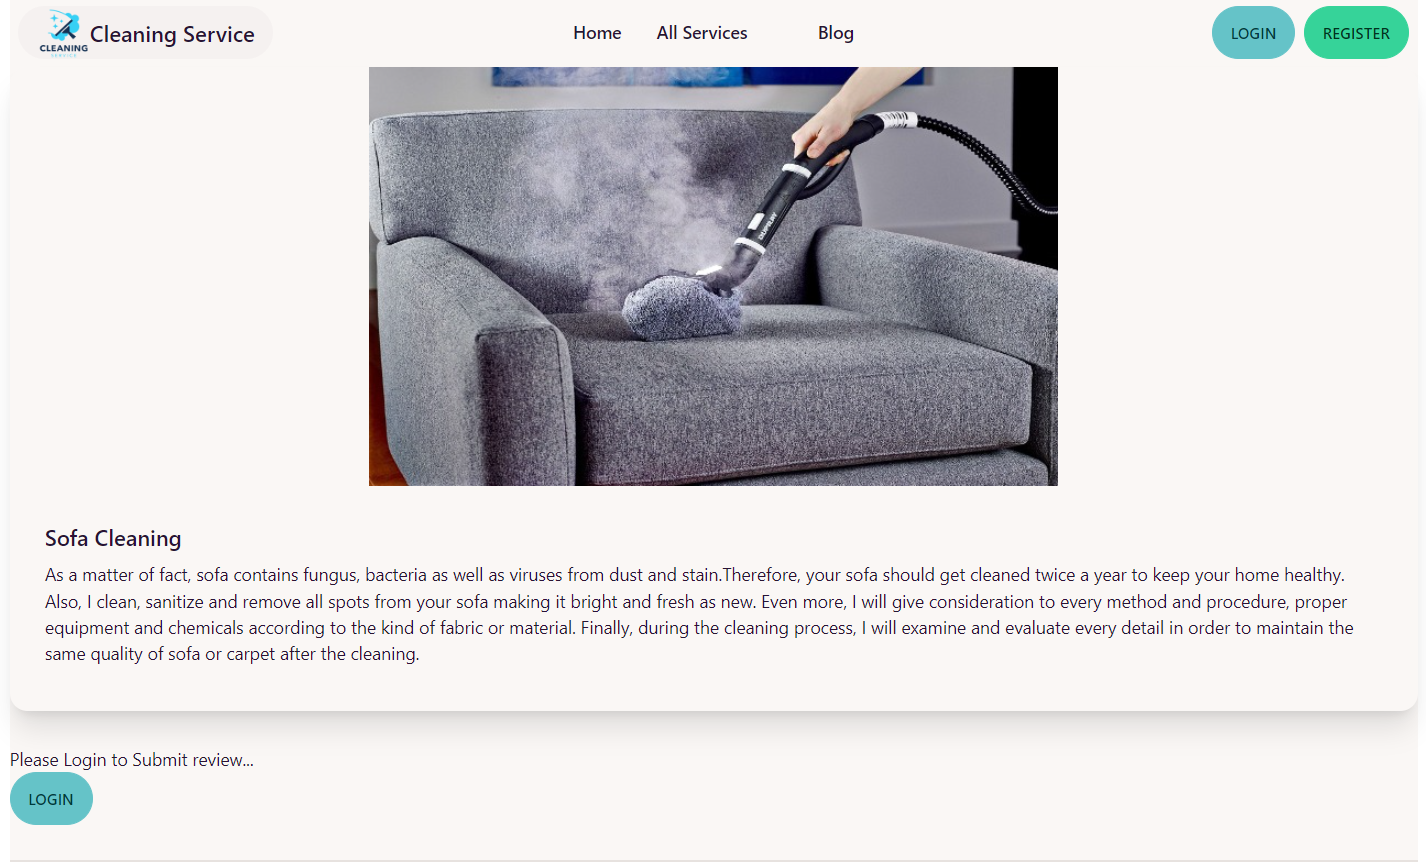 CLEANING
SERVICE
Cleaning Service
Home
All Services
Blog
LOGIN
REGISTER
DUPRAY
Sofa Cleaning
As a matter of fact, sofa contains fungus, bacteria as well as viruses from dust and stain.Therefore, your sofa should get cleaned twice a year to keep your home healthy.
Also, I clean, sanitize and remove all spots from your sofa making it bright and fresh as new. Even more, I will give consideration to every method and procedure, proper
equipment and chemicals according to the kind of fabric or material. Finally, during the cleaning process, I will examine and evaluate every detail in order to maintain the
same quality of sofa or carpet after the cleaning.
Please Login to Submit review...
LOGIN